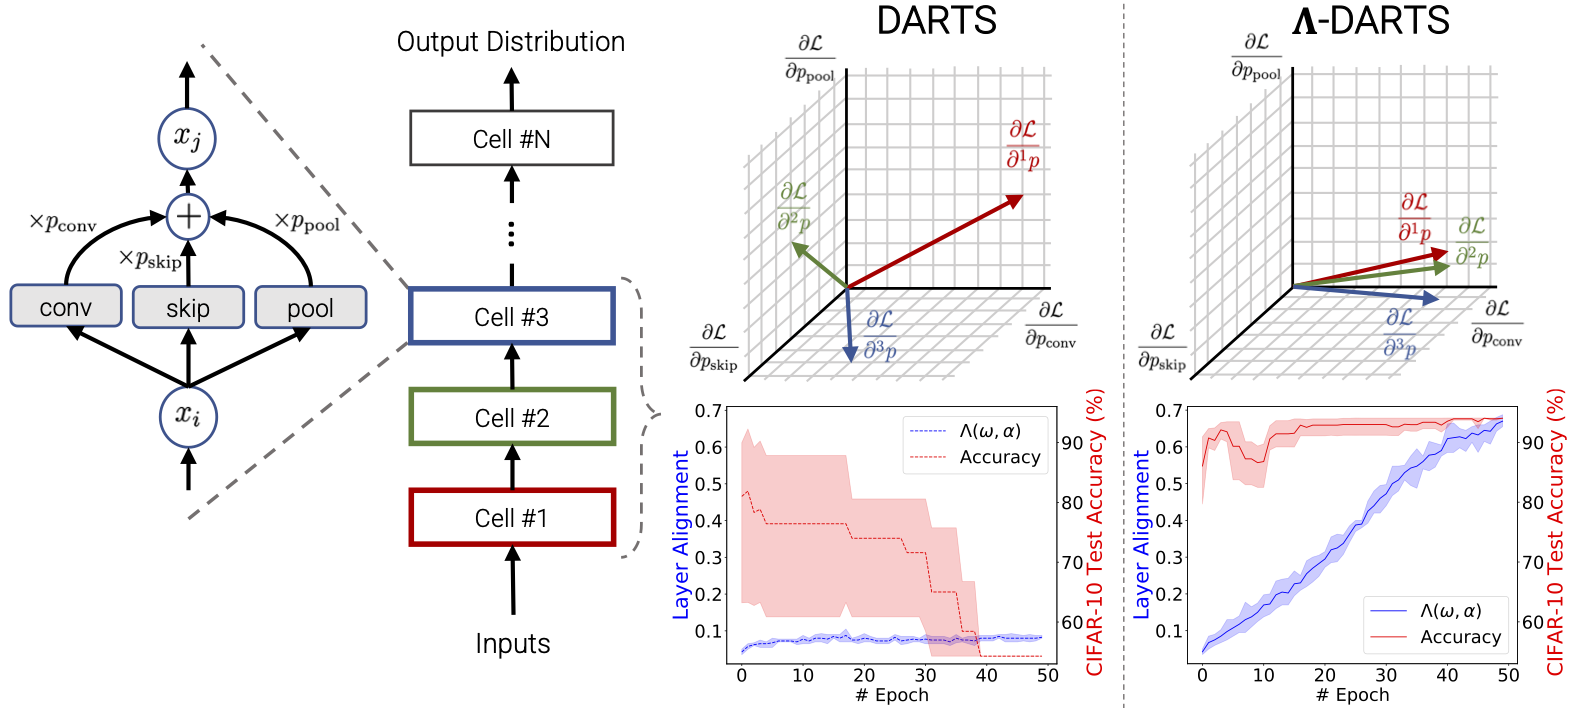 Output Distribution
Cell #N
Cell #3
Cell #2
Cell #1
Inputs
x_j
+
×p_conv
×p_skip
×p_pool
conv
skip
pool
x_i
DARTS
∂ℒ/∂p_pool
∂ℒ/∂¹p
∂ℒ/∂²p
∂ℒ/∂³p
∂ℒ/∂p_skip
∂ℒ/∂p_conv
Layer Alignment
0.7
0.6
0.5
0.4
0.3
0.2
0.1
Λ(ω, α)
Accuracy
90
80
70
60
CIFAR-10 Test Accuracy (%)
0 10 20 30 40 50
# Epoch
Λ-DARTS
∂ℒ/∂p_pool
∂ℒ/∂¹p
∂ℒ/∂²p
∂ℒ/∂³p
∂ℒ/∂p_skip
∂ℒ/∂p_conv
Layer Alignment
0.7
0.6
0.5
0.4
0.3
0.2
0.1
Λ(ω, α)
Accuracy
90
80
70
60
CIFAR-10 Test Accuracy (%)
0 10 20 30 40 50
# Epoch